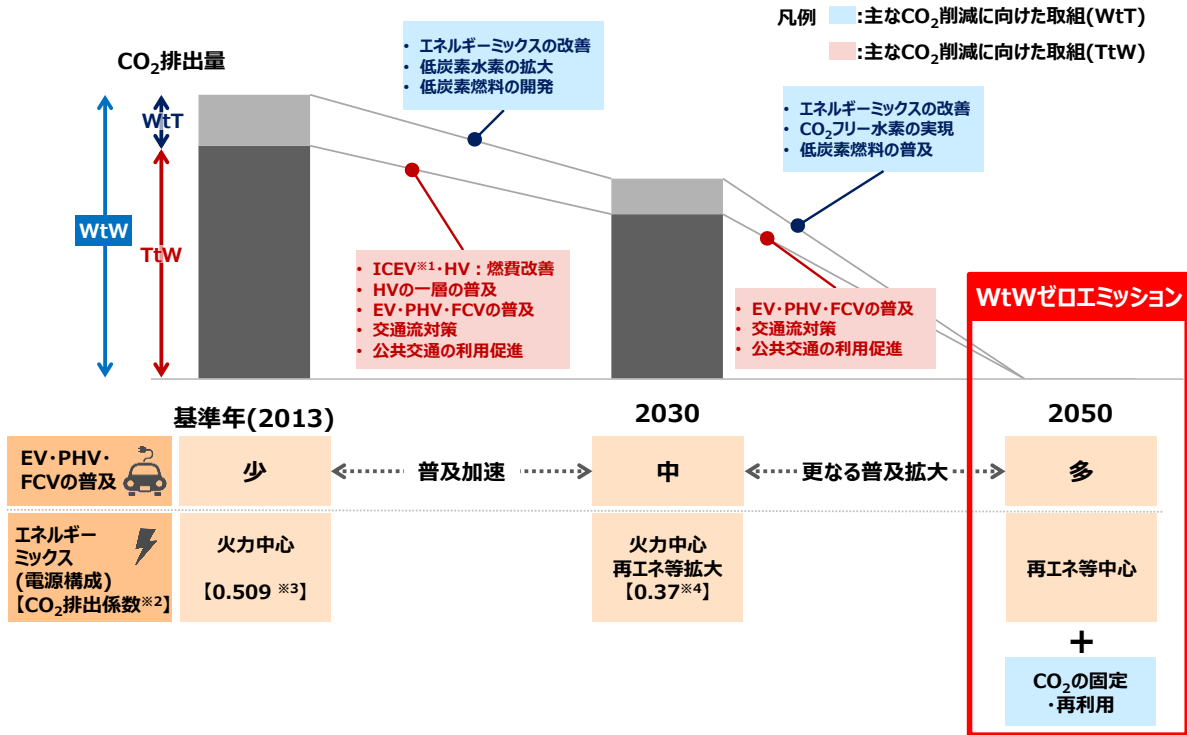 凡例
:主なCO₂削減に向けた取組(WtT)
:主なCO₂削減に向けた取組(TtW)
CO₂排出量
WtT
WtW
TtW
• エネルギーミックスの改善
• 低炭素水素の拡大
• 低炭素燃料の開発
• エネルギーミックスの改善
• CO₂フリー水素の実現
• 低炭素燃料の普及
• ICEV※1・HV：燃費改善
• HVの一層の普及
• EV・PHV・FCVの普及
• 交通流対策
• 公共交通の利用促進
• EV・PHV・FCVの普及
• 交通流対策
• 公共交通の利用促進
WtWゼロエミッション
基準年(2013)
2030
2050
EV・PHV・
FCVの普及
少
普及加速
中
更なる普及拡大
多
エネルギー
ミックス
(電源構成)
【CO₂排出係数※2】
火力中心
【0.509 ※3】
火力中心
再エネ等拡大
【0.37※4】
再エネ等中心
+
CO₂の固定
・再利用